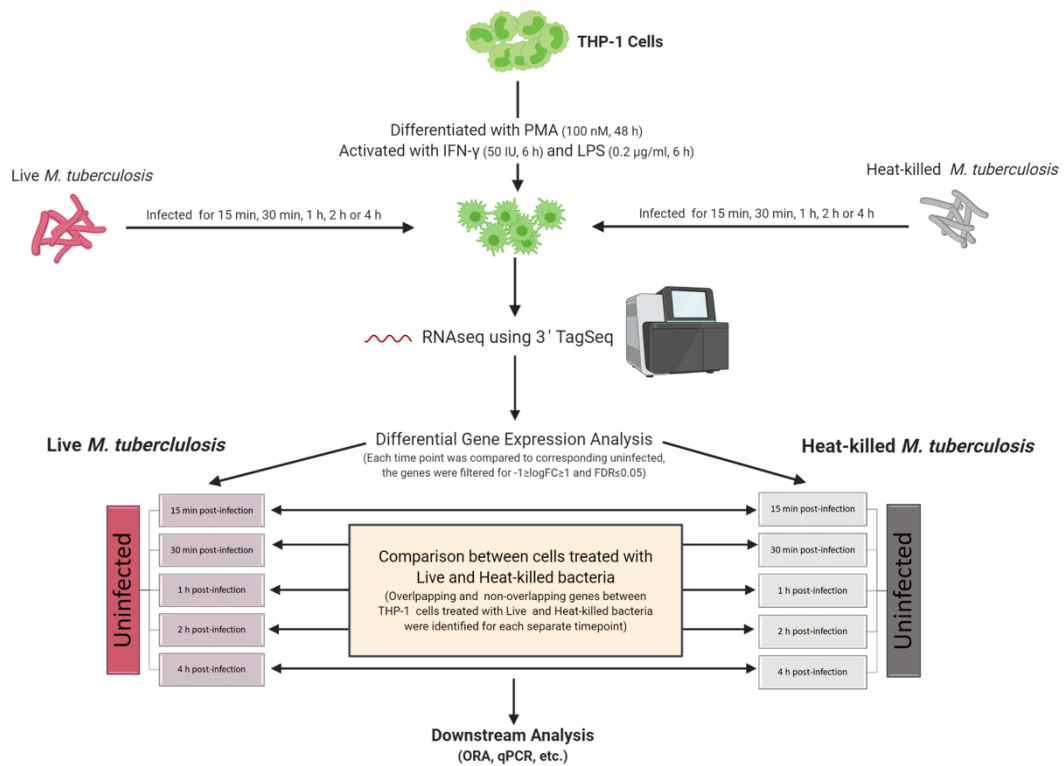 THP-1 Cells
Differentiated with PMA (100 nM, 48 h)
Activated with IFN-γ (50 IU, 6 h) and LPS (0.2 µg/ml, 6 h)
Live M. tuberculosis
Heat-killed M. tuberculosis
Infected for 15 min, 30 min, 1 h, 2 h or 4 h
Infected for 15 min, 30 min, 1 h, 2 h or 4 h
RNAseq using 3' TagSeq
Live M. tuberclulosis
Differential Gene Expression Analysis
(Each time point was compared to corresponding uninfected,
the genes were filtered for -1≥logFC≥1 and FDR≤0.05)
Heat-killed M. tuberculosis
Uninfected
15 min post-infection
30 min post-infection
1 h post-infection
2 h post-infection
4 h post-infection
Comparison between cells treated with
Live and Heat-killed bacteria
(Overlpapping and non-overlapping genes between
THP-1 cells treated with Live and Heat-killed bacteria
were identified for each separate timepoint)
15 min post-infection
30 min post-infection
1 h post-infection
2 h post-infection
4 h post-infection
Uninfected
Downstream Analysis
(ORA, qPCR, etc.)